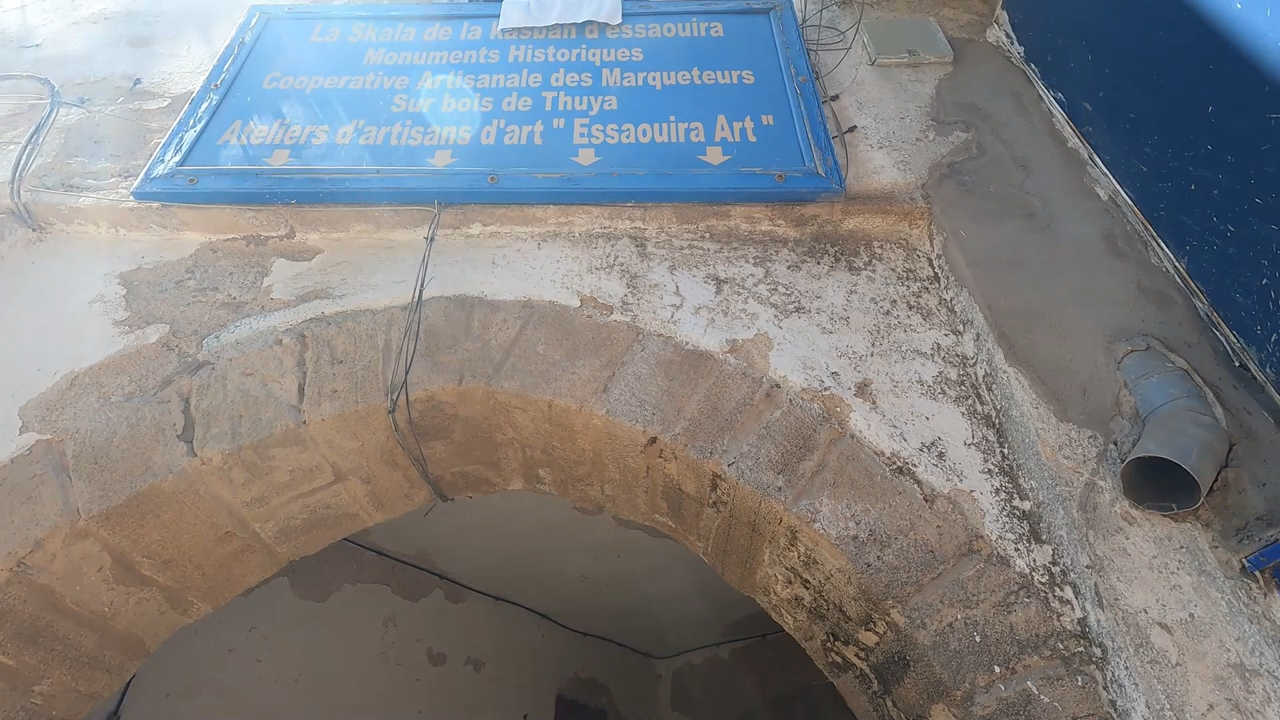 La Skala de la kasbah d'essaouira
Monuments Historiques
Cooperative Artisanale des Marqueteurs
Sur bois de Thuya
Ateliers d'artisans d'art " Essaouira Art "